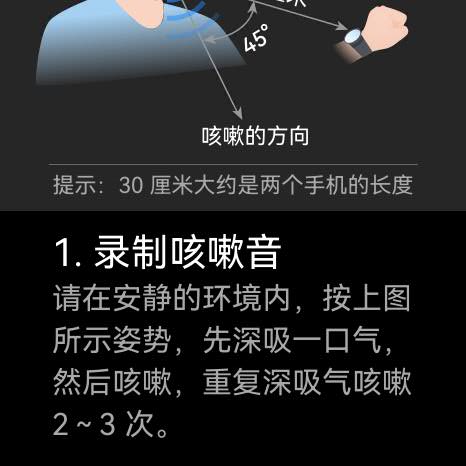 45°
咳嗽的方向
提示：30 厘米大约是两个手机的长度
1. 录制咳嗽音
请在安静的环境内，按上图
所示姿势，先深吸一口气，
然后咳嗽，重复深吸气咳嗽
2 ~ 3 次。